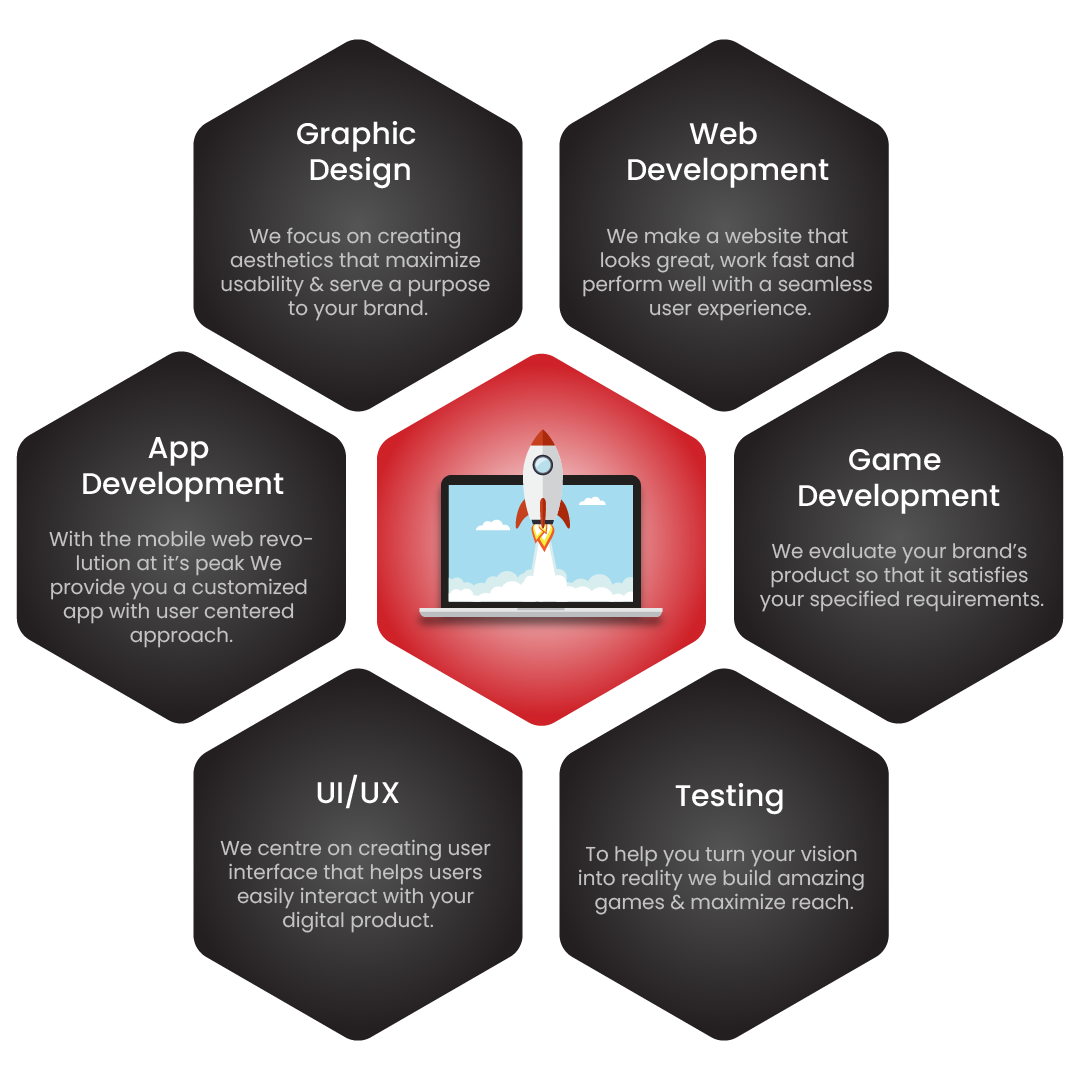 Graphic
Design
We focus on creating
aesthetics that maximize
usability & serve a purpose
to your brand.
Web
Development
We make a website that
looks great, work fast and
perform well with a seamless
user experience.
App
Development
With the mobile web revo-
lution at it’s peak We
provide you a customized
app with user centered
approach.
Game
Development
We evaluate your brand’s
product so that it satisfies
your specified requirements.
UI/UX
We centre on creating user
interface that helps users
easily interact with your
digital product.
Testing
To help you turn your vision
into reality we build amazing
games & maximize reach.